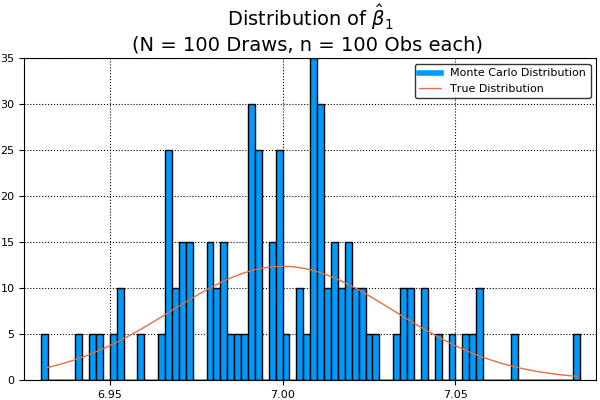 Distribution of β̂₁
(N = 100 Draws, n = 100 Obs each)
Monte Carlo Distribution
True Distribution
35
30
25
20
15
10
5
0
6.95 7.00 7.05